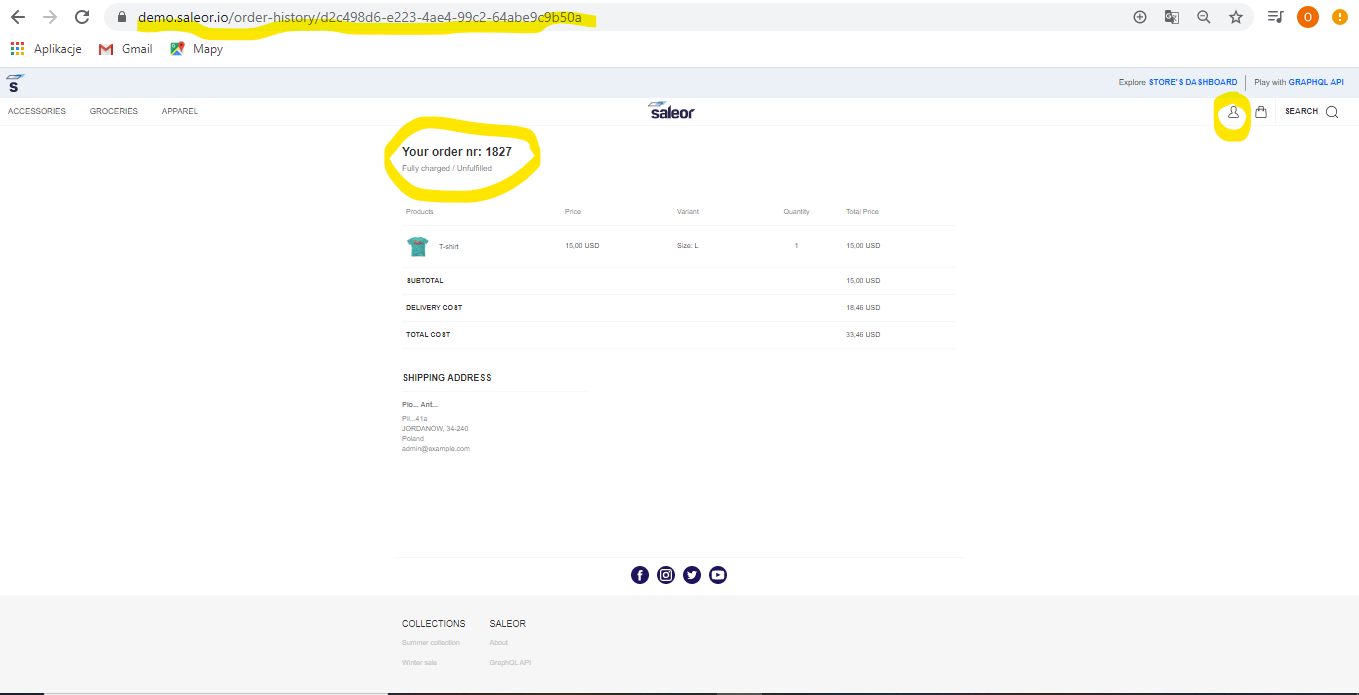 demo.saleor.io/order-history/d2c498d6-e223-4ae4-99c2-64abe9c9b50a
O
Aplikacje Gmail Mapy
S Explore STORE'S DASHBOARD Play with GRAPHQL API
ACCESSORIES GROCERIES APPAREL saleor SEARCH
Your order nr: 1827
Fully charged / Unfulfilled
Products Price Variant Quantity Total Price
T-shirt 15,00 USD Size: L 1 15,00 USD
SUBTOTAL 15,00 USD
DELIVERY COST 18,46 USD
TOTAL COST 33,46 USD
SHIPPING ADDRESS
Plo... Ant...
Pil...41a
JORDANÓW, 34-240
Poland
admin@example.com
COLLECTIONS SALEOR
Summer collection About
Winter sale GraphQL API